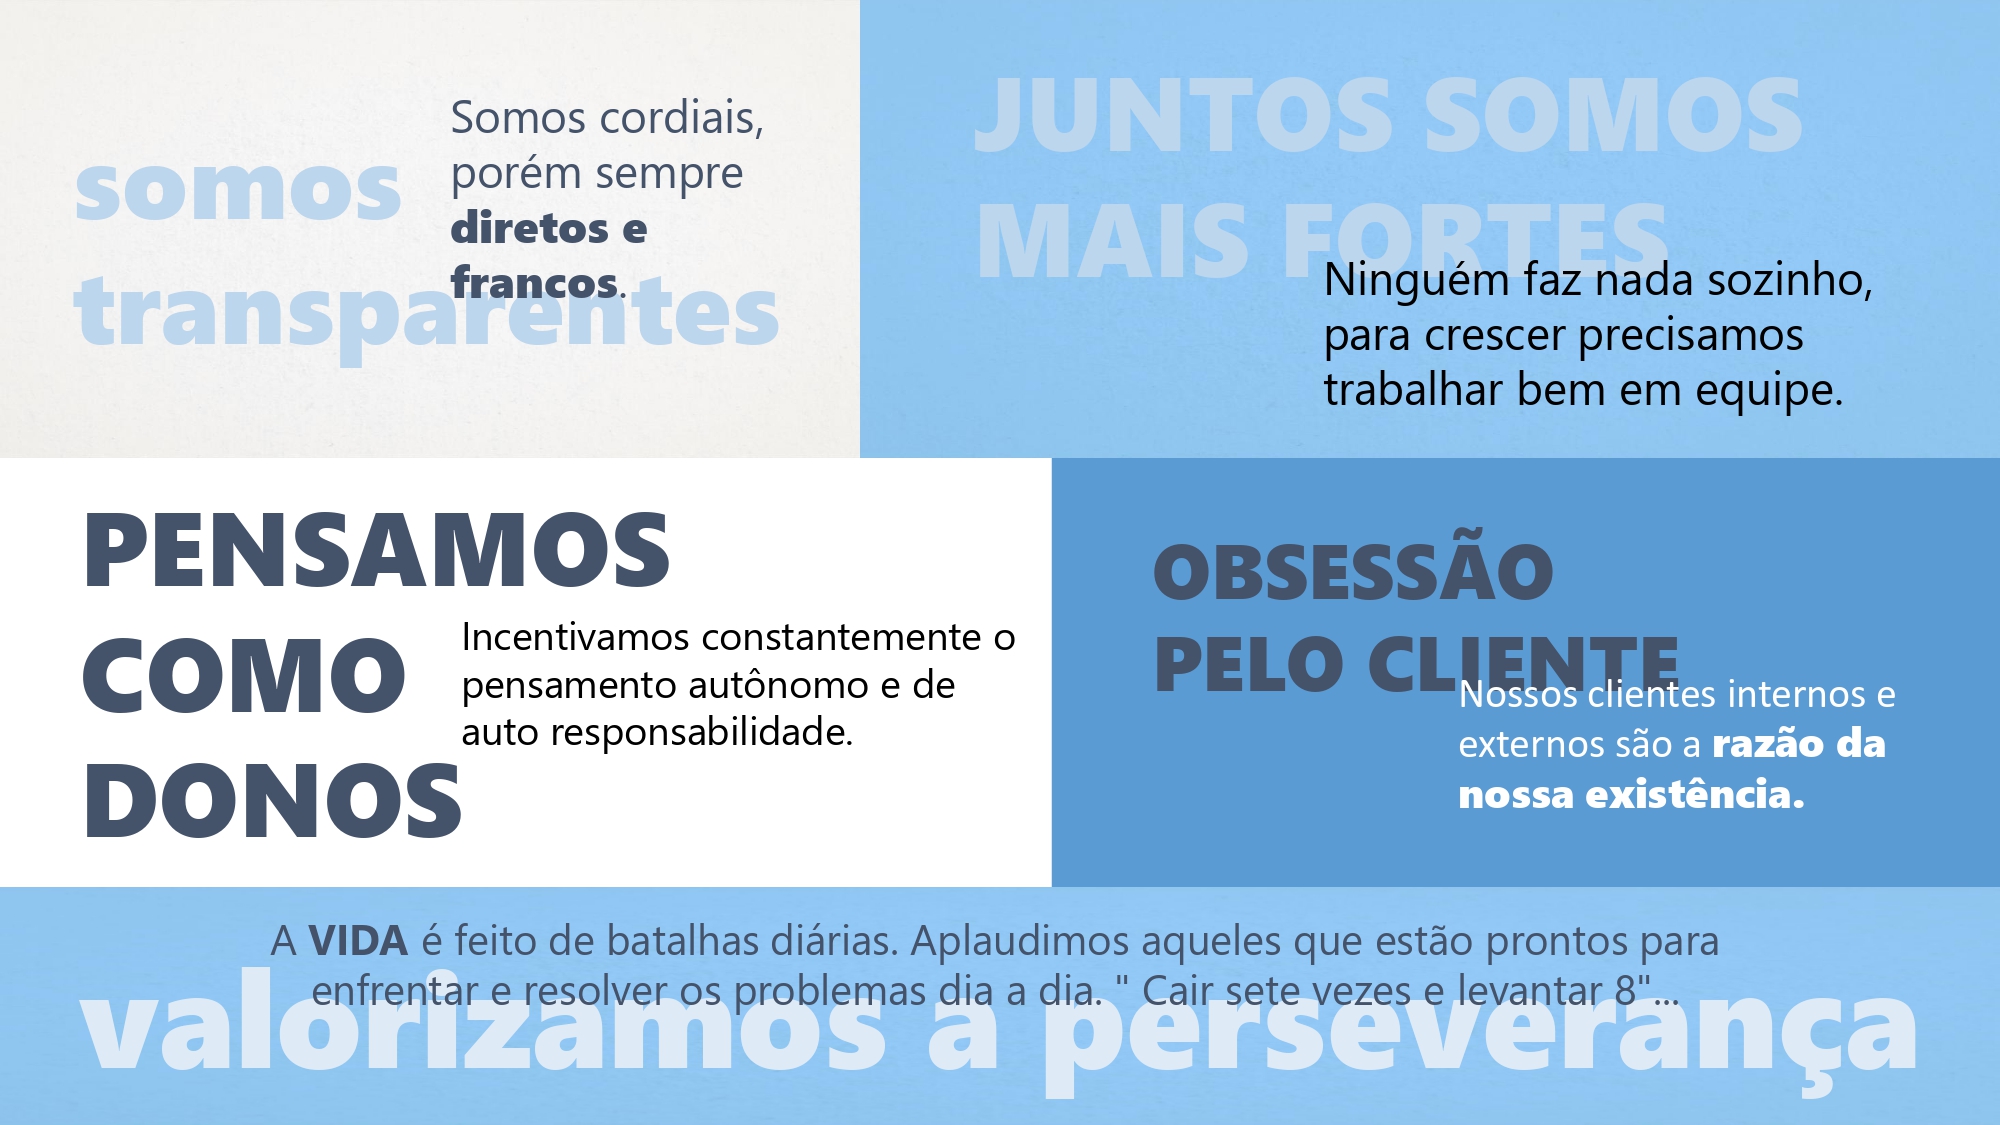 somos
transparentes
Somos cordiais,
porém sempre
diretos e
francos.
JUNTOS SOMOS
MAIS FORTES
Ninguém faz nada sozinho,
para crescer precisamos
trabalhar bem em equipe.
PENSAMOS
COMO
DONOS
Incentivamos constantemente o
pensamento autônomo e de
auto responsabilidade.
OBSESSÃO
PELO CLIENTE
Nossos clientes internos e
externos são a razão da
nossa existência.
A VIDA é feito de batalhas diárias. Aplaudimos aqueles que estão prontos para
enfrentar e resolver os problemas dia a dia. " Cair sete vezes e levantar 8"...
valorizamos a perseverança